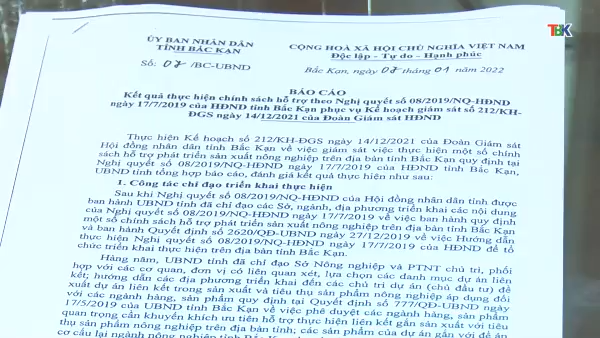 TBK
ỦY BAN NHÂN DÂN
TỈNH BẮC KẠN
Số: 07 /BC-UBND
CỘNG HOÀ XÃ HỘI CHỦ NGHĨA VIỆT NAM
Độc lập - Tự do - Hạnh phúc
Bắc Kạn, ngày 07 tháng 01 năm 2022
BÁO CÁO
Kết quả thực hiện chính sách hỗ trợ theo Nghị quyết số 08/2019/NQ-HĐND
ngày 17/7/2019 của HĐND tỉnh Bắc Kạn phục vụ Kế hoạch giám sát số 212/KH-
ĐGS ngày 14/12/2021 của Đoàn Giám sát HĐND
Thực hiện Kế hoạch số 212/KH-ĐGS ngày 14/12/2021 của Đoàn Giám sát
Hội đồng nhân dân tỉnh Bắc Kạn về việc giám sát việc thực hiện một số chính
sách hỗ trợ phát triển sản xuất nông nghiệp trên địa bàn tỉnh Bắc Kạn quy định tại
Nghị quyết số 08/2019/NQ-HĐND ngày 17/7/2019 của HĐND tỉnh Bắc Kạn,
UBND tỉnh tổng hợp báo cáo, đánh giá kết quả thực hiện như sau:
1. Công tác chỉ đạo triển khai thực hiện
Sau khi Nghị quyết số 08/2019/NQ-HĐND của Hội đồng nhân dân tỉnh được
ban hành UBND tỉnh đã chỉ đạo các Sở, ngành, địa phương triển khai các nội dung
của Nghị quyết số 08/2019/NQ-HĐND ngày 17/7/2019 về việc ban hành quy định
một số chính sách hỗ trợ phát triển sản xuất nông nghiệp trên địa bàn tỉnh Bắc Kạn
và ban hành Quyết định số 2620/QĐ-UBND ngày 27/12/2019 về việc Hướng dẫn
thực hiện Nghị quyết số 08/2019/NQ-HĐND ngày 17/7/2019 của HĐND để tổ
chức triển khai thực hiện trên địa bàn tỉnh Bắc Kạn.
Hàng năm, UBND tỉnh đã chỉ đạo Sở Nông nghiệp và PTNT chủ trì, phối
hợp với các cơ quan, đơn vị có liên quan xét, lựa chọn các danh mục dự án liên
kết; hướng dẫn các địa phương triển khai đến các chủ trì dự án (chủ đầu tư) đề
xuất dự án liên kết trong sản xuất và tiêu thụ sản phẩm nông nghiệp áp dụng đối
với các ngành hàng, sản phẩm quy định tại Quyết định số 777/QĐ-UBND ngày
17/5/2019 của UBND tỉnh Bắc Kạn về phê duyệt các ngành hàng, sản phẩm
quan trọng cần khuyến khích ưu tiên hỗ trợ thực hiện liên kết gắn sản xuất với tiêu
thụ sản phẩm nông nghiệp trên địa bàn tỉnh; các sản phẩm của dự án gắn với đề án
cơ cấu lại ngành nông nghiệp tỉnh Bắc Kạn